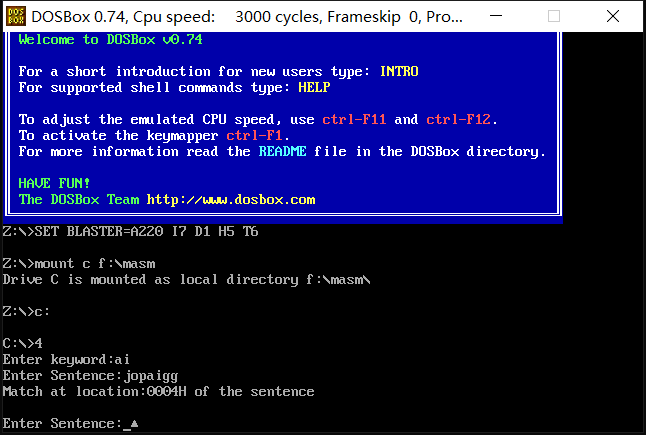 DOSBox 0.74, Cpu speed: 3000 cycles, Frameskip 0, Pro...
Welcome to DOSBox v0.74
For a short introduction for new users type: INTRO
For supported shell commands type: HELP
To adjust the emulated CPU speed, use ctrl-F11 and ctrl-F12.
To activate the keymapper ctrl-F1.
For more information read the README file in the DOSBox directory.
HAVE FUN!
The DOSBox Team http://www.dosbox.com
Z:\>SET BLASTER=A220 I7 D1 H5 T6
Z:\>mount c f:\masm
Drive C is mounted as local directory f:\masm\
Z:\>c:
C:\>4
Enter keyword:ai
Enter Sentence:jopaigg
Match at location:0004H of the sentence
Enter Sentence:_▲